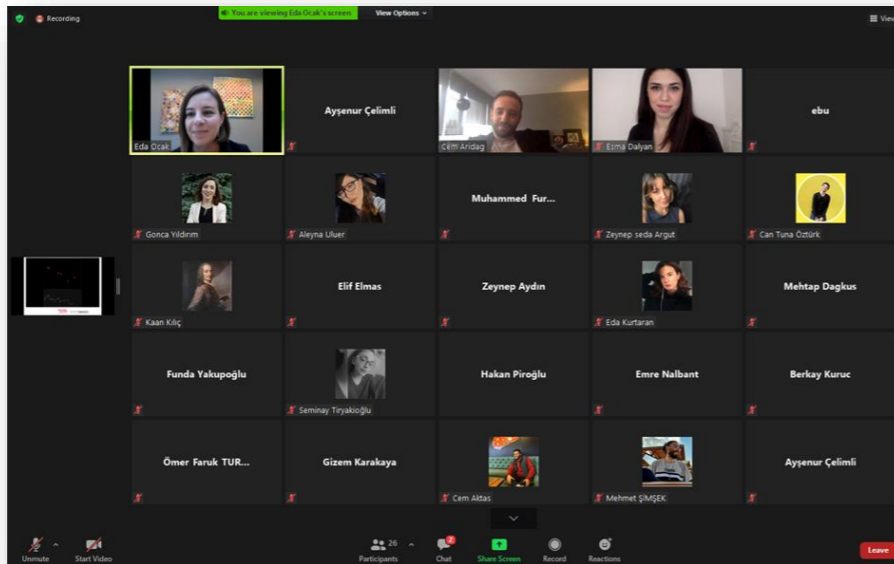 Recording
You are viewing Eda Ocak's screen
View Options
View
Eda Ocak
Ayşenur Çelimli
Cem Arıdag
Esma Dalyan
ebu
Gonca Yıldırım
Aleyna Uluer
Muhammed Fur...
Zeynep seda Argut
Can Tuna Öztürk
Kaan Kılıç
Elif Elmas
Zeynep Aydın
Eda Kurtaran
Mehtap Dagkus
Funda Yakupoğlu
Seminay Tiryakioğlu
Hakan Piroğlu
Emre Nalbant
Berkay Kuruc
Ömer Faruk TUR...
Gizem Karakaya
Cem Aktas
Mehmet ŞİMŞEK
Ayşenur Çelimli
Unmute
Start Video
26
Participants
2
Chat
Share Screen
Record
Reactions
Leave